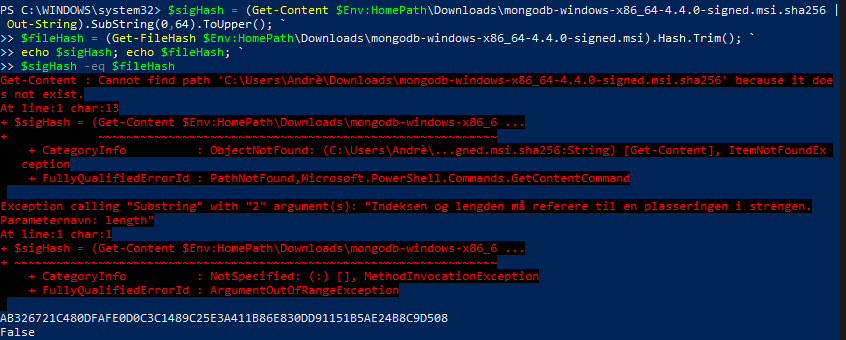 PS C:\WINDOWS\system32> $sigHash = (Get-Content $Env:HomePath\Downloads\mongodb-windows-x86_64-4.4.0-signed.msi.sha256 |
Out-String).SubString(0,64).ToUpper(); `
>> $fileHash = (Get-FileHash $Env:HomePath\Downloads\mongodb-windows-x86_64-4.4.0-signed.msi).Hash.Trim(); `
>> echo $sigHash; echo $fileHash; `
>> $sigHash -eq $fileHash
Get-Content : Cannot find path 'C:\Users\Andrè\Downloads\mongodb-windows-x86_64-4.4.0-signed.msi.sha256' because it doe
s not exist.
At line:1 char:13
+ $sigHash = (Get-Content $Env:HomePath\Downloads\mongodb-windows-x86_6 ...
+             ~~~~~~~~~~~~~~~~~~~~~~~~~~~~~~~~~~~~~~~~~~~~~~~~~~~~~~~~~
    + CategoryInfo          : ObjectNotFound: (C:\Users\Andrè\...gned.msi.sha256:String) [Get-Content], ItemNotFoundEx
   ception
    + FullyQualifiedErrorId : PathNotFound,Microsoft.PowerShell.Commands.GetContentCommand
Exception calling "Substring" with "2" argument(s): "Indeksen og lengden må referere til en plasseringen i strengen.
Parameternavn: length"
At line:1 char:1
+ $sigHash = (Get-Content $Env:HomePath\Downloads\mongodb-windows-x86_6 ...
+ ~~~~~~~~~~~~~~~~~~~~~~~~~~~~~~~~~~~~~~~~~~~~~~~~~~~~~~~~~~~~~~~~~~~~~
    + CategoryInfo          : NotSpecified: (:) [], MethodInvocationException
    + FullyQualifiedErrorId : ArgumentOutOfRangeException
AB326721C480DFAFE0D0C3C1489C25E3A411B86E830DD91151B5AE24B8C9D508
False